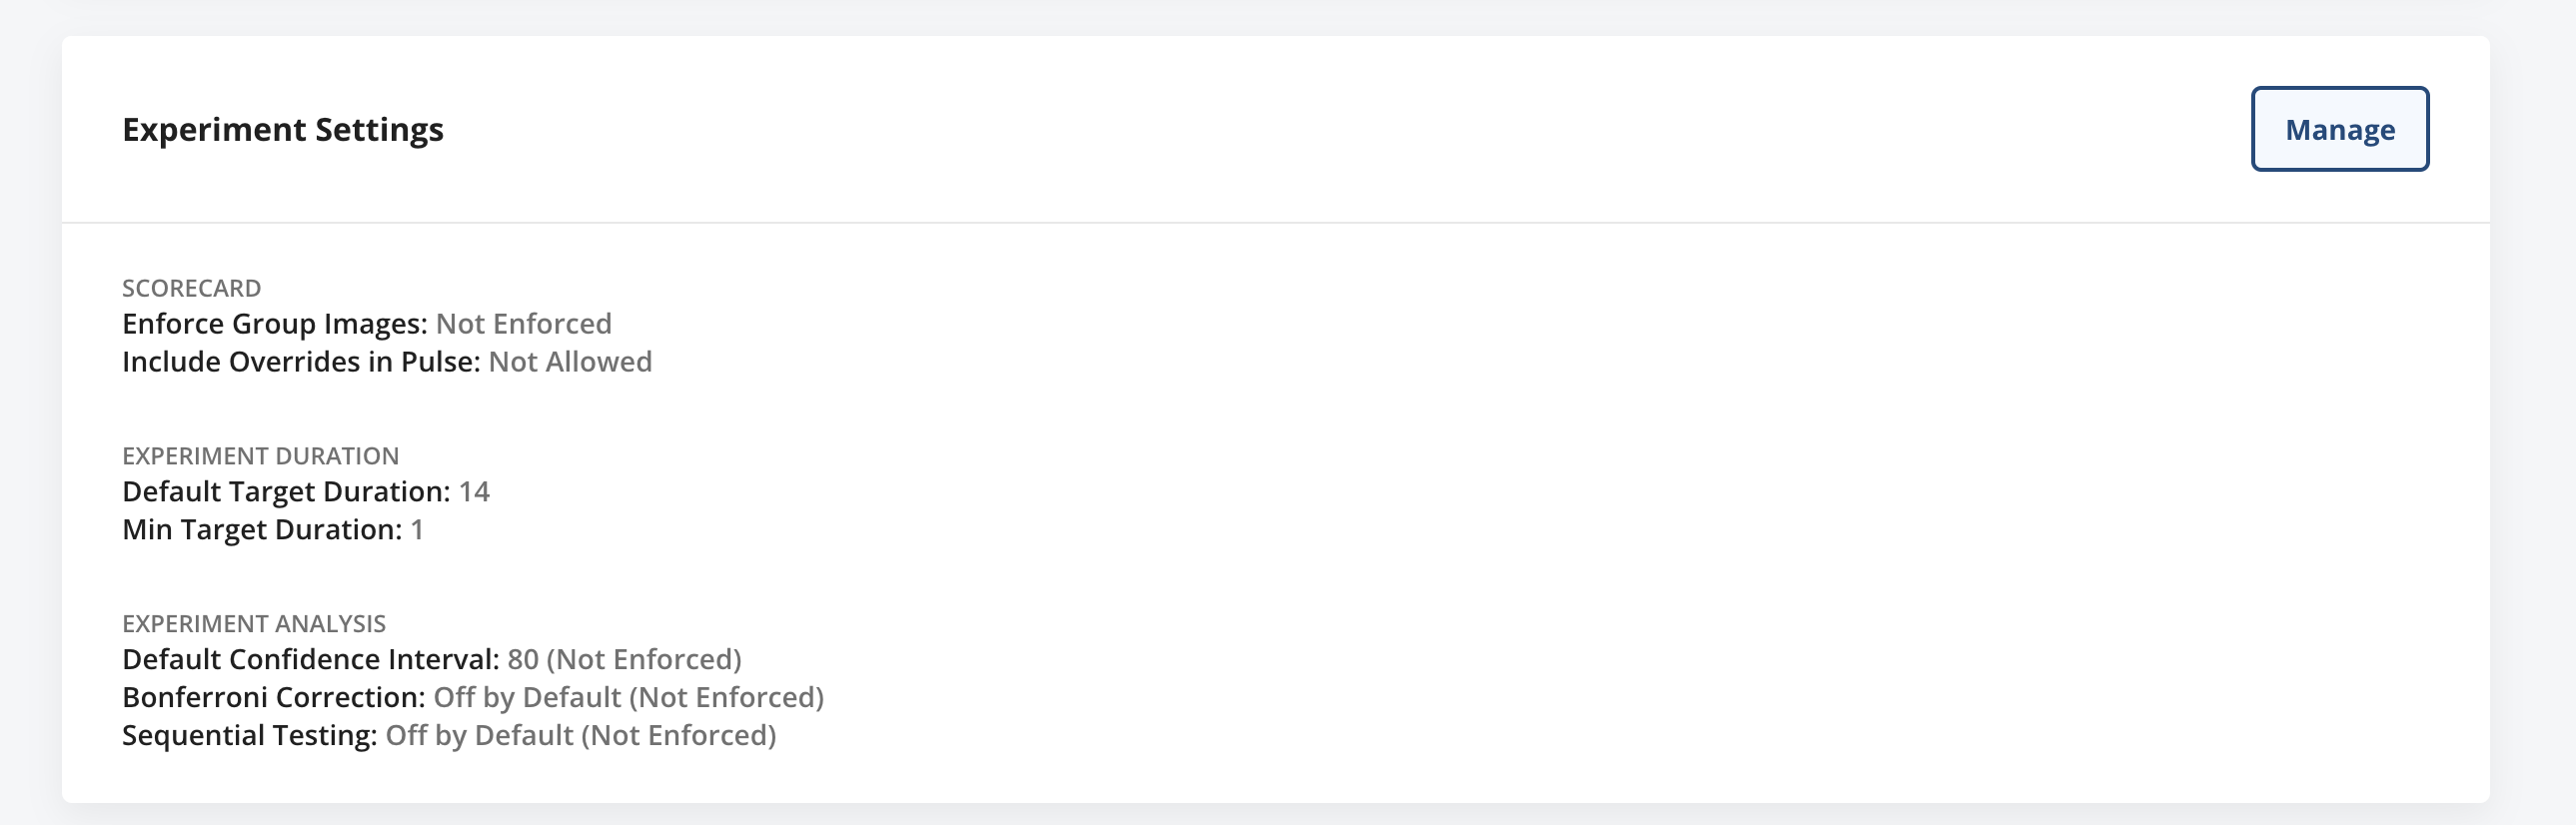 Experiment Settings
Manage
SCORECARD
Enforce Group Images: Not Enforced
Include Overrides in Pulse: Not Allowed
EXPERIMENT DURATION
Default Target Duration: 14
Min Target Duration: 1
EXPERIMENT ANALYSIS
Default Confidence Interval: 80 (Not Enforced)
Bonferroni Correction: Off by Default (Not Enforced)
Sequential Testing: Off by Default (Not Enforced)